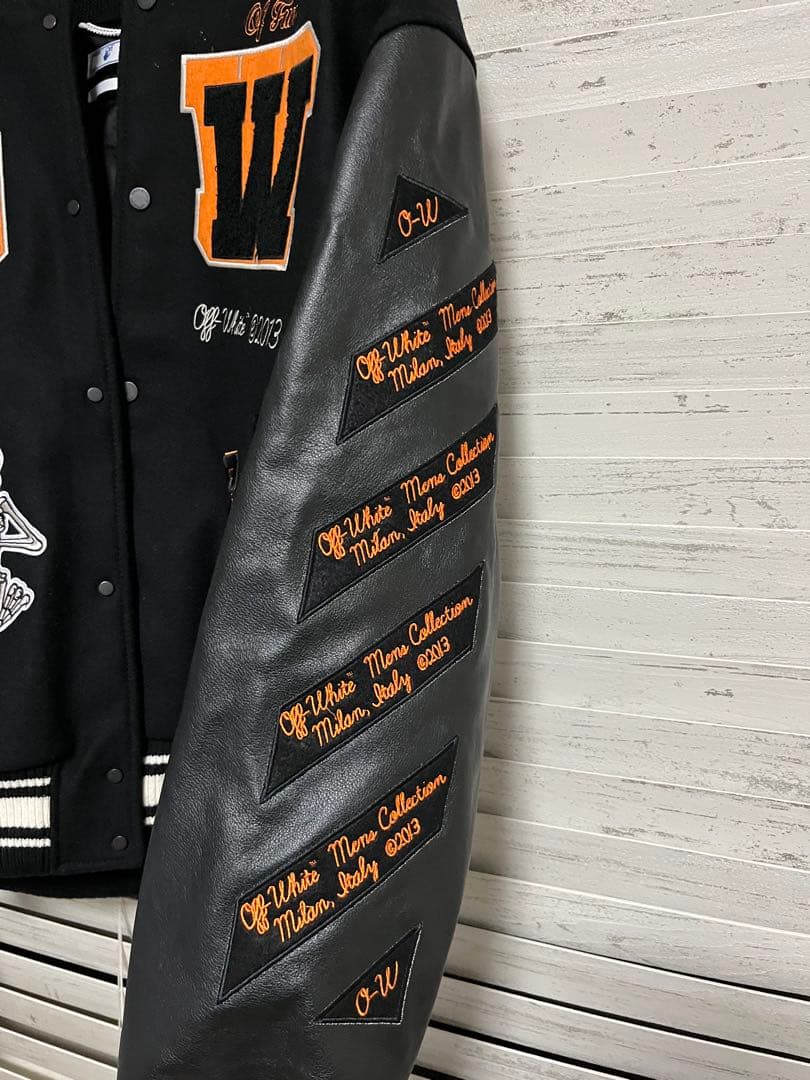 Of
W
Off-White™ ©2013
O-W
Off-White™ Mens Collection
Milan, Italy ©2013
Off-White™ Mens Collection
Milan, Italy ©2013
Off-White™ Mens Collection
Milan, Italy ©2013
Off-White™ Mens Collection
Milan, Italy ©2013
O-W